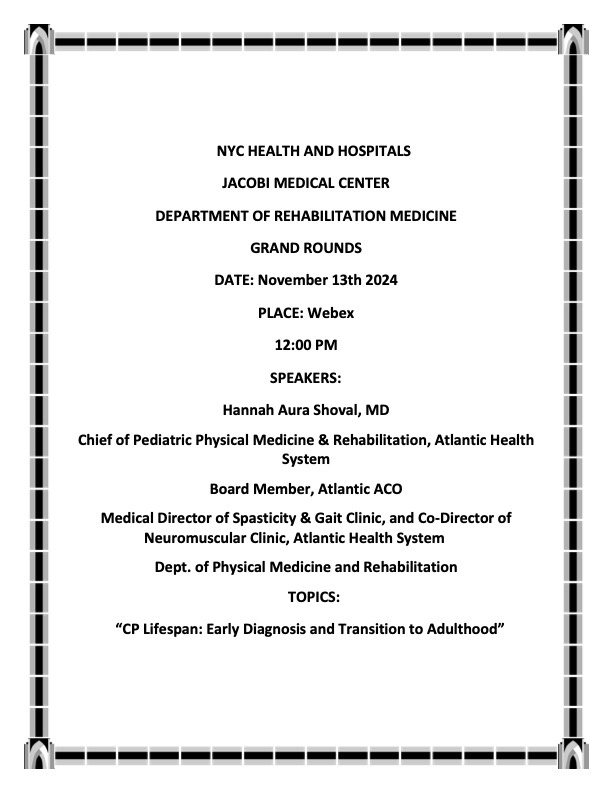 NYC HEALTH AND HOSPITALS
JACOBI MEDICAL CENTER
DEPARTMENT OF REHABILITATION MEDICINE
GRAND ROUNDS
DATE: November 13th 2024
PLACE: Webex
12:00 PM
SPEAKERS:
Hannah Aura Shoval, MD
Chief of Pediatric Physical Medicine & Rehabilitation, Atlantic Health
System
Board Member, Atlantic ACO
Medical Director of Spasticity & Gait Clinic, and Co-Director of
Neuromuscular Clinic, Atlantic Health System
Dept. of Physical Medicine and Rehabilitation
TOPICS:
“CP Lifespan: Early Diagnosis and Transition to Adulthood”